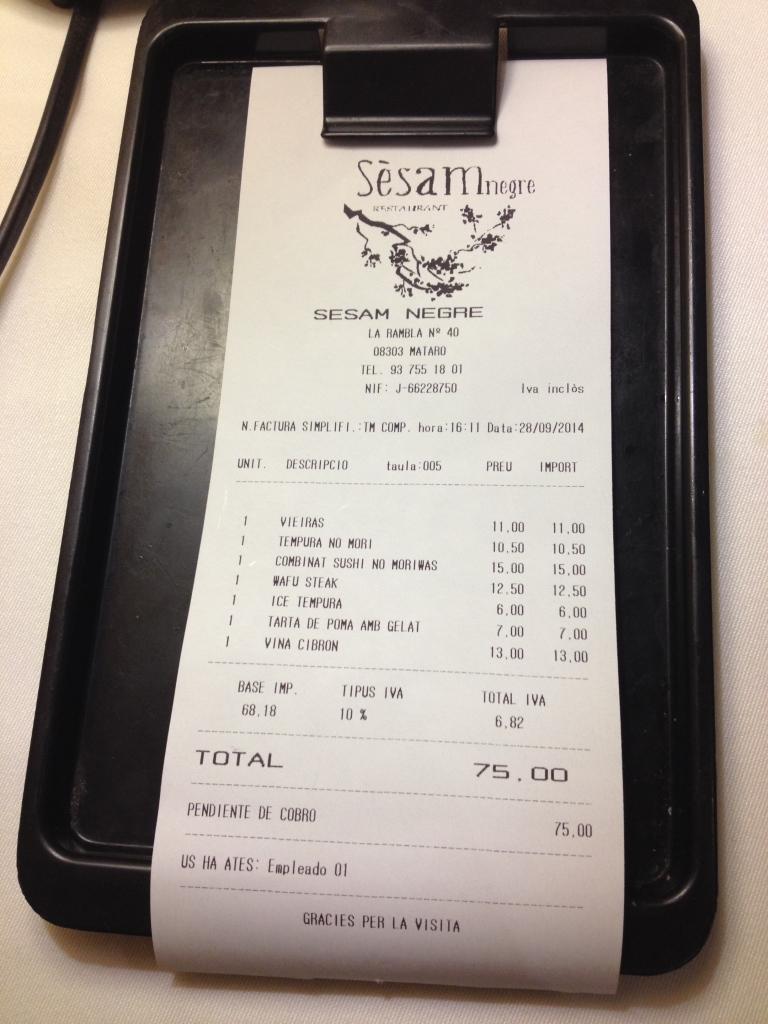 Sèsam negre
RESTAURANT
SESAM NEGRE
LA RAMBLA Nº 40
08303 MATARO
TEL. 93 755 18 01
NIF: J-66228750 Iva inclòs
N.FACTURA SIMPLIFI.:TM COMP. hora:16:11 Data:28/09/2014
UNIT. DESCRIPCIO taula:005 PREU IMPORT
1 VIEIRAS 11,00 11,00
1 TEMPURA NO MORI 10,50 10,50
1 COMBINAT SUSHI NO MORIWAS 15,00 15,00
1 WAFU STEAK 12,50 12,50
1 ICE TEMPURA 6,00 6,00
1 TARTA DE POMA AMB GELAT 7,00 7,00
1 VINA CIBRON 13,00 13,00
BASE IMP. TIPUS IVA TOTAL IVA
68,18 10 % 6,82
TOTAL 75,00
PENDIENTE DE COBRO 75,00
US HA ATES: Empleado 01
GRACIES PER LA VISITA